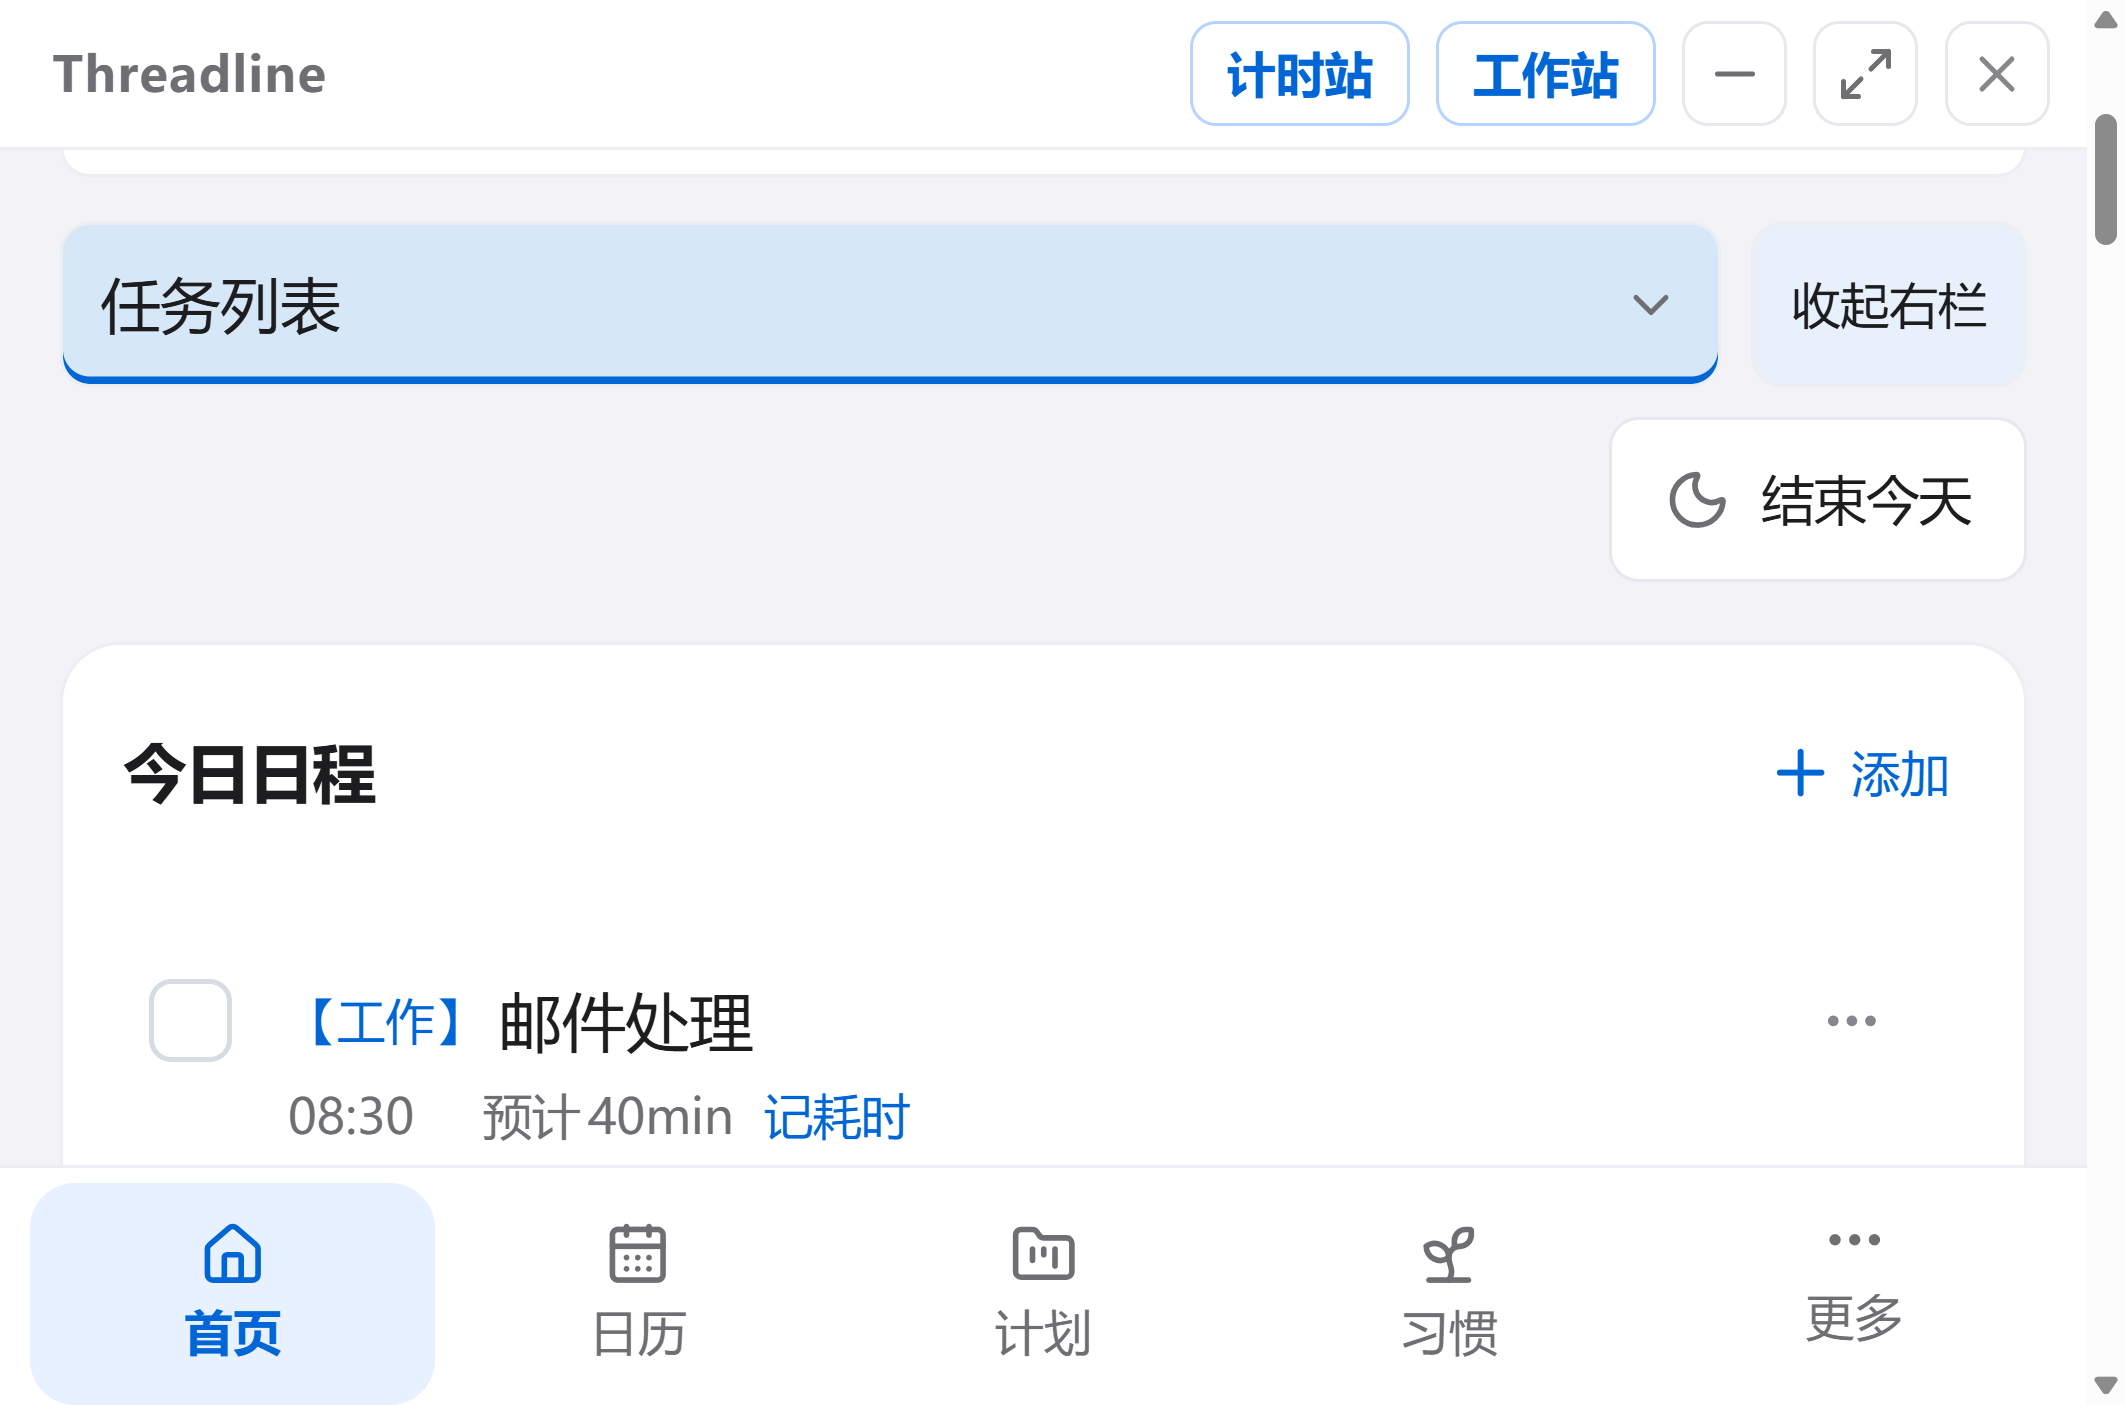 Threadline 计时站 工作站
任务列表 收起右栏
结束今天
今日日程 添加
【工作】 邮件处理
08:30 预计40min 记耗时
首页 日历 计划 习惯 更多